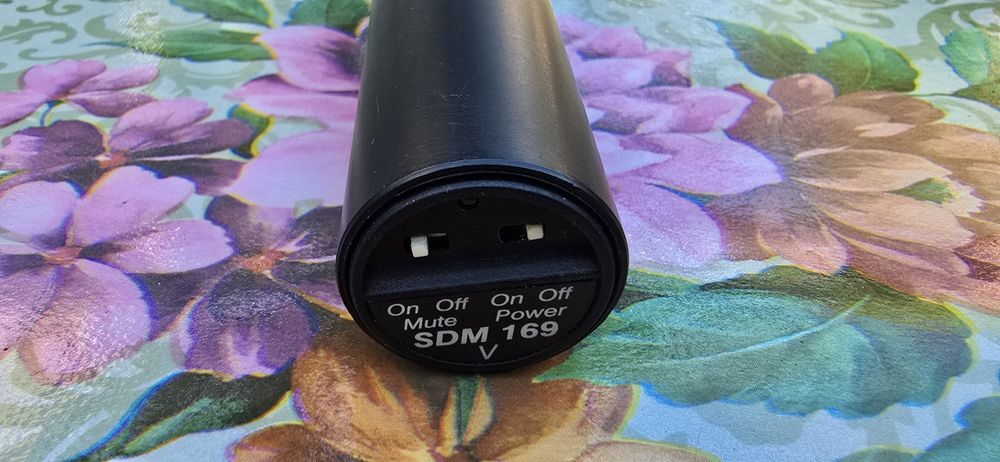 On Off On Off
Mute Power
SDM 169
V